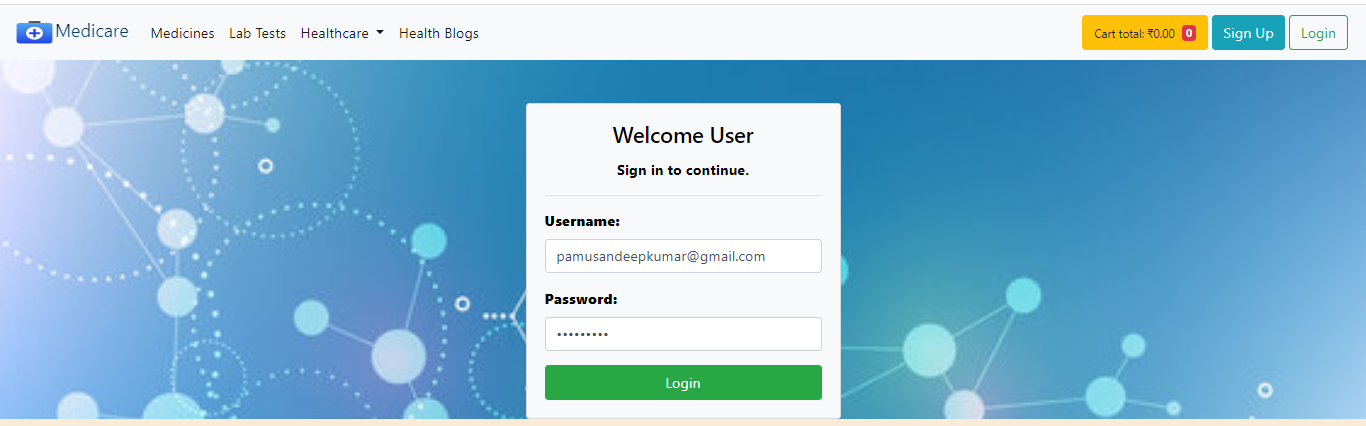 Medicare Medicines Lab Tests Healthcare Health Blogs Cart total: ₹0.00 0 Sign Up Login
Welcome User
Sign in to continue.
Username:
pamusandeepkumar@gmail.com
Password:
•••••••••
Login